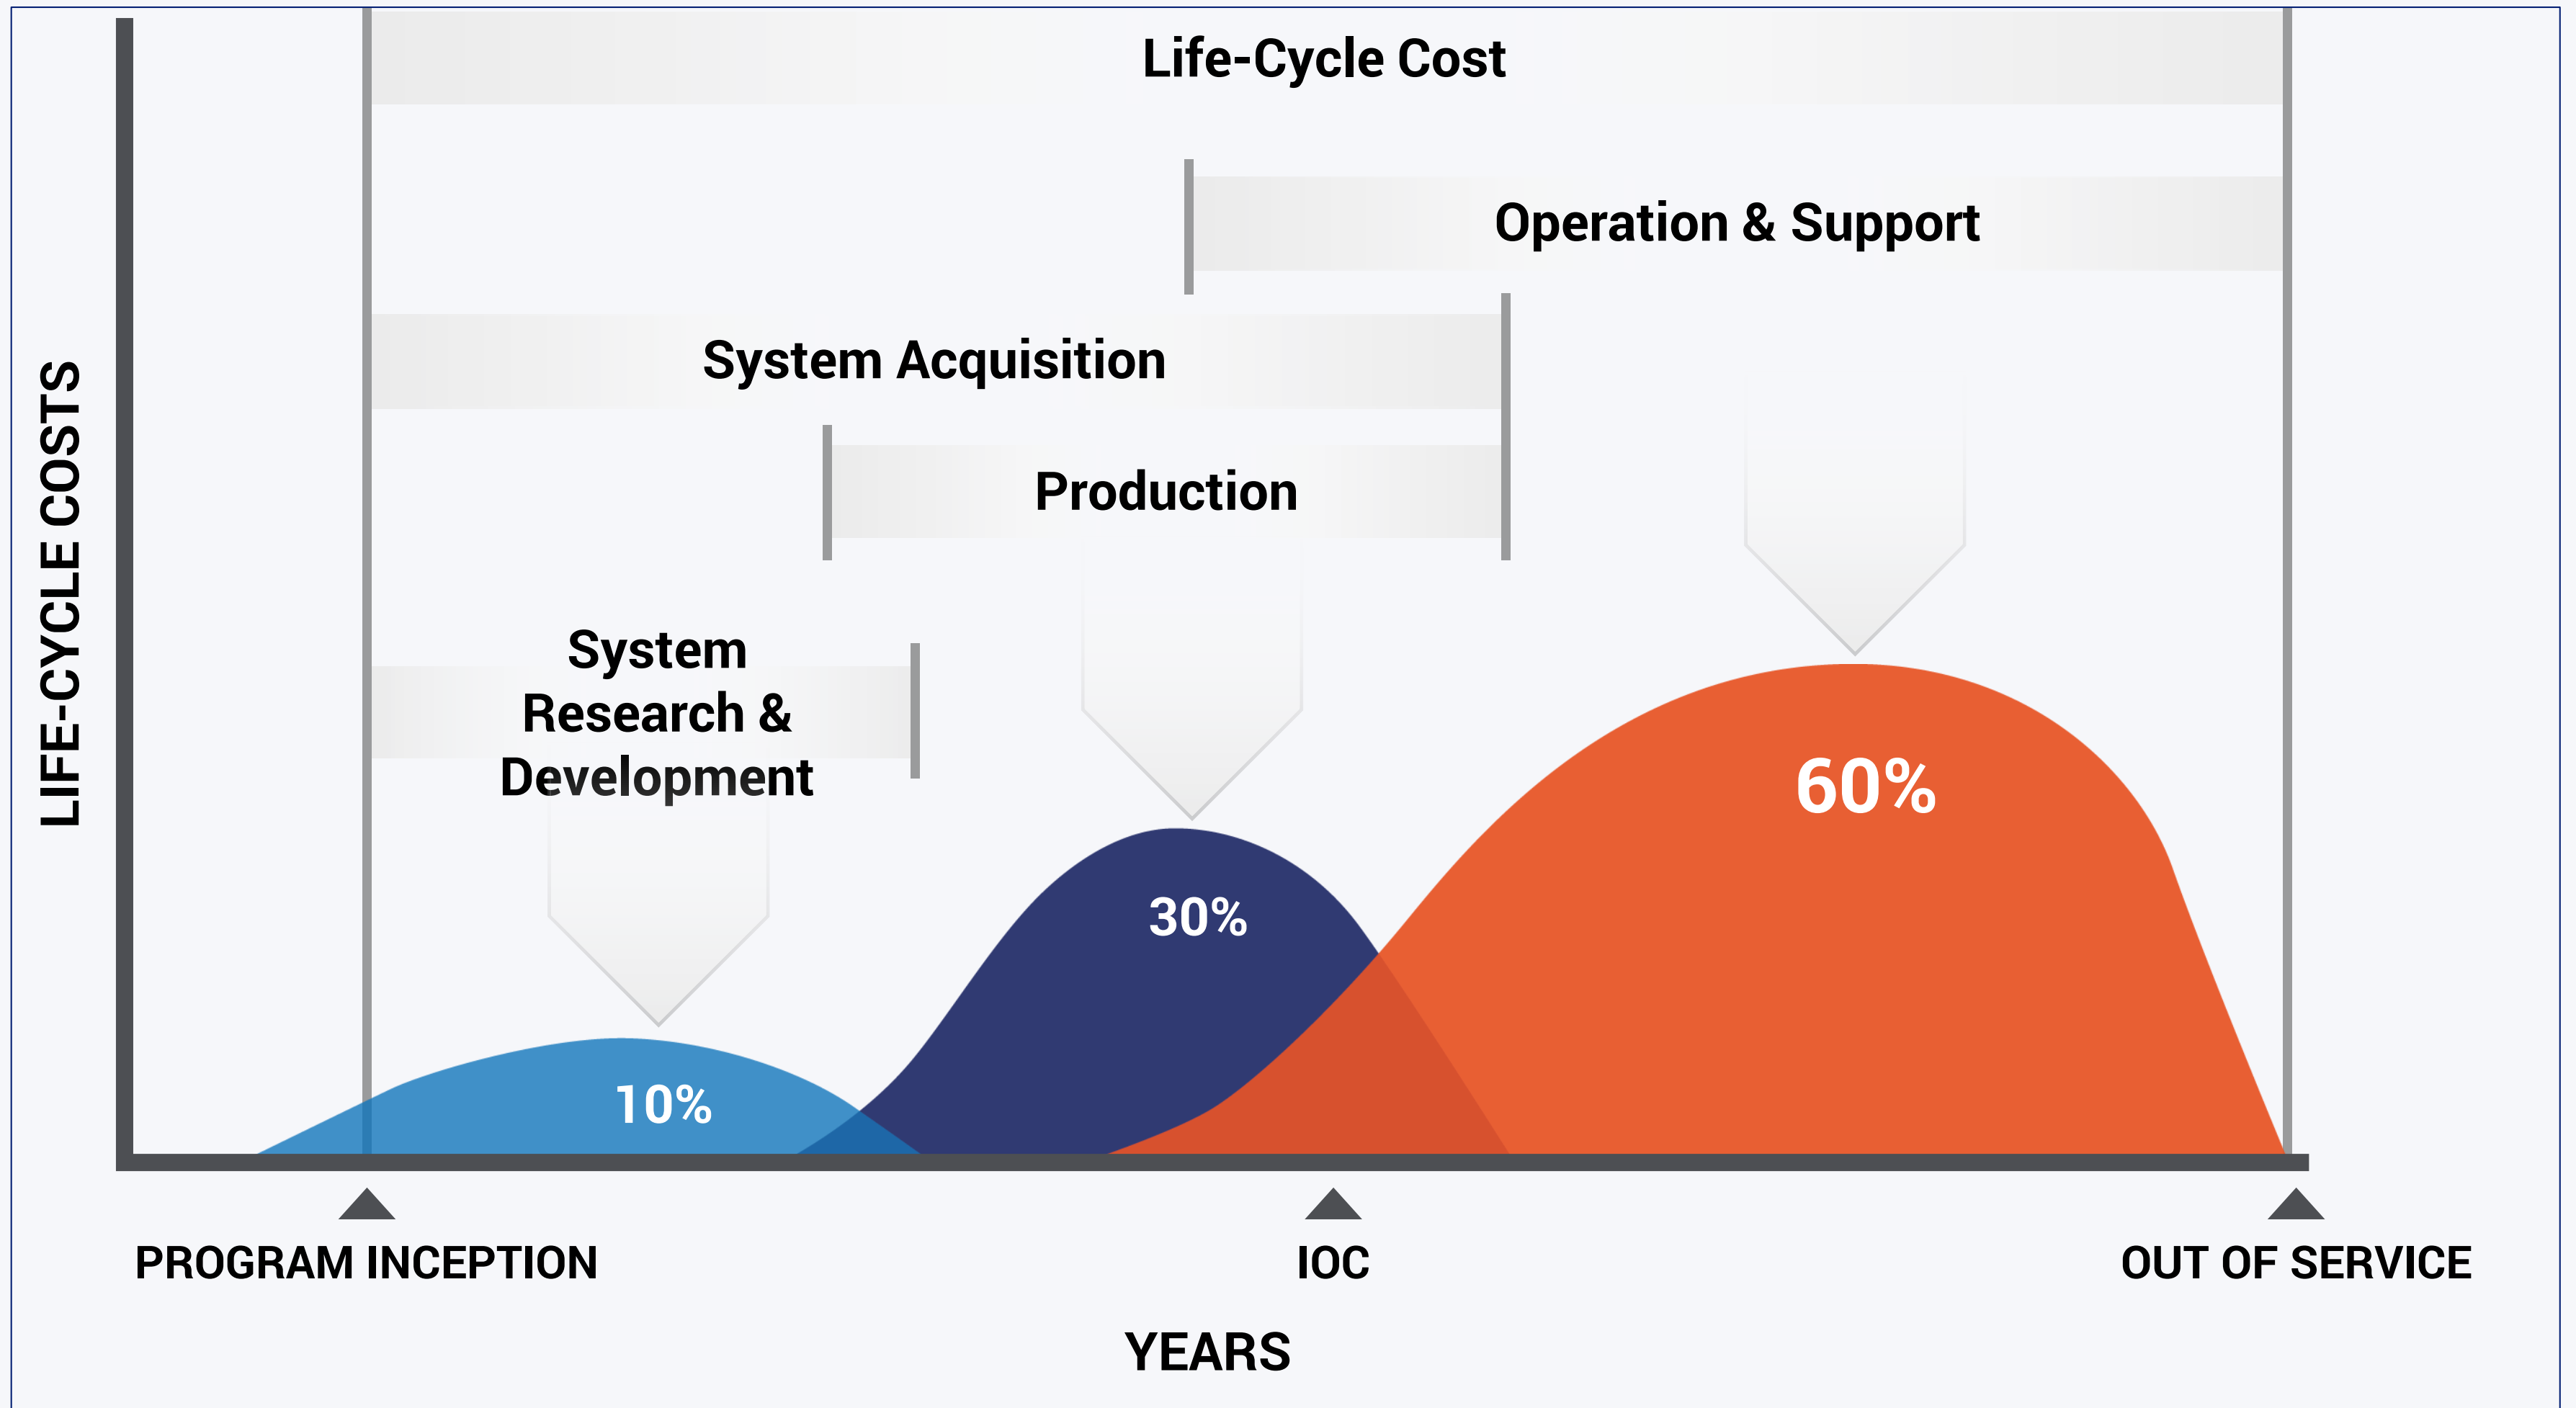 Life-Cycle Cost
Operation & Support
System Acquisition
Production
System
Research &
Development
LIFE-CYCLE COSTS
60%
30%
10%
PROGRAM INCEPTION
IOC
OUT OF SERVICE
YEARS